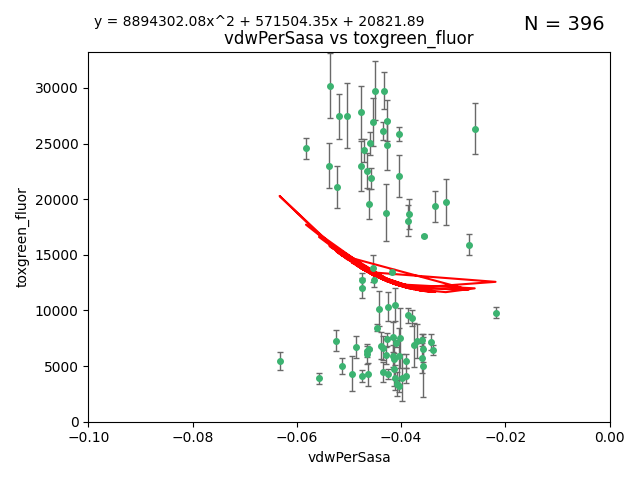 y = 8894302.08x^2 + 571504.35x + 20821.89
N = 396
vdwPerSasa vs toxgreen_fluor
30000
25000
20000
15000
10000
5000
0
toxgreen_fluor
−0.10 −0.08 −0.06 −0.04 −0.02 0.00
vdwPerSasa